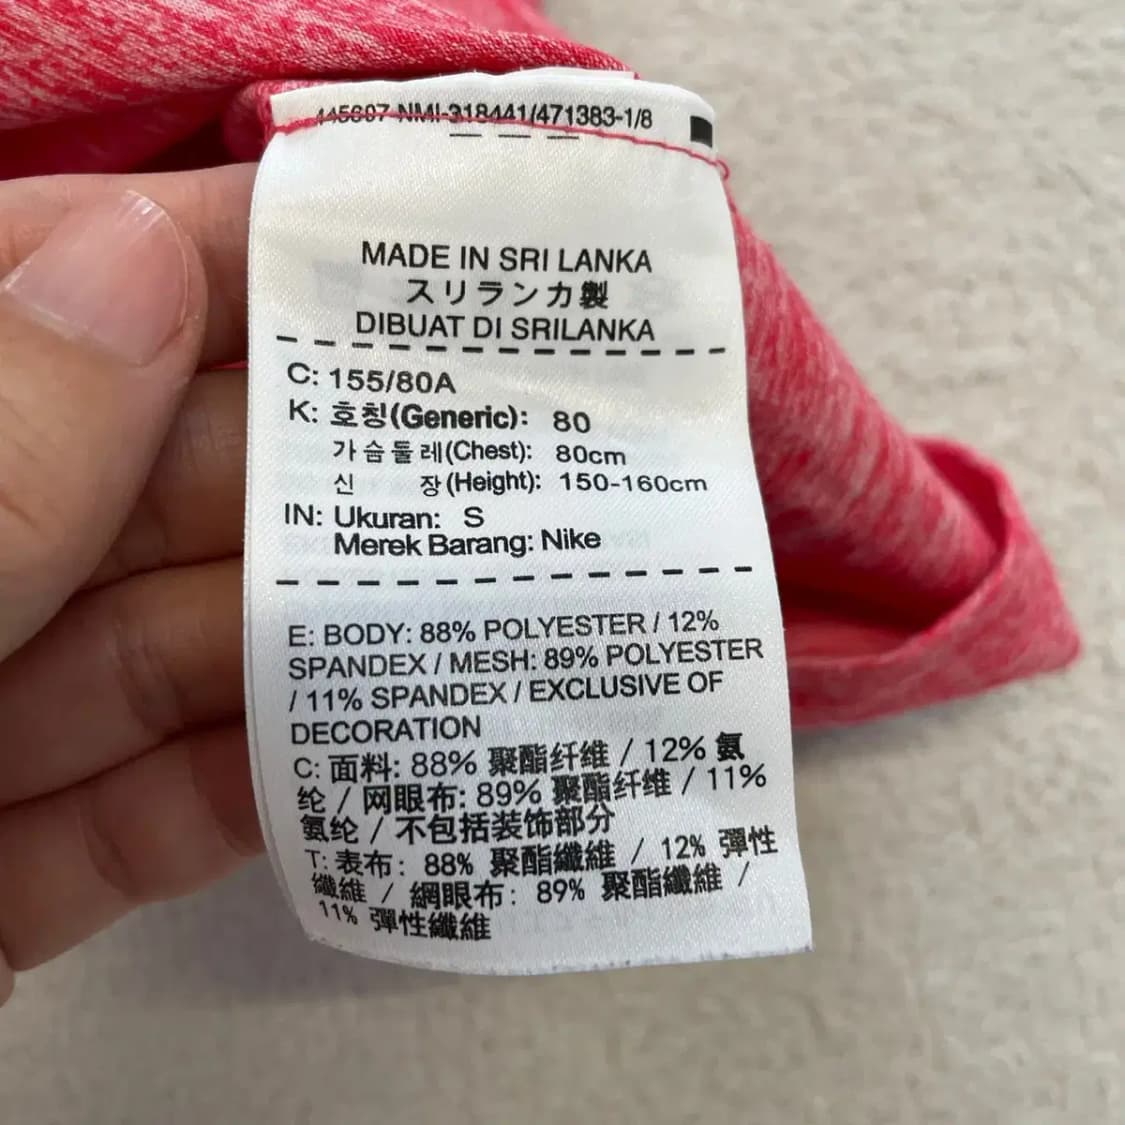 445607-NMI-318441/471383-1/8
MADE IN SRI LANKA
スリランカ製
DIBUAT DI SRILANKA
C: 155/80A
K: 호칭(Generic): 80
가슴둘레(Chest): 80cm
신 장(Height): 150-160cm
IN: Ukuran: S
Merek Barang: Nike
E: BODY: 88% POLYESTER / 12%
SPANDEX / MESH: 89% POLYESTER
/ 11% SPANDEX / EXCLUSIVE OF
DECORATION
C: 面料: 88% 聚酯纤维 / 12% 氨
纶 / 网眼布: 89% 聚酯纤维 / 11%
氨纶 / 不包括装饰部分
T: 表布: 88% 聚酯纖維 / 12% 彈性
纖維 / 網眼布: 89% 聚酯纖維 /
11% 彈性纖維